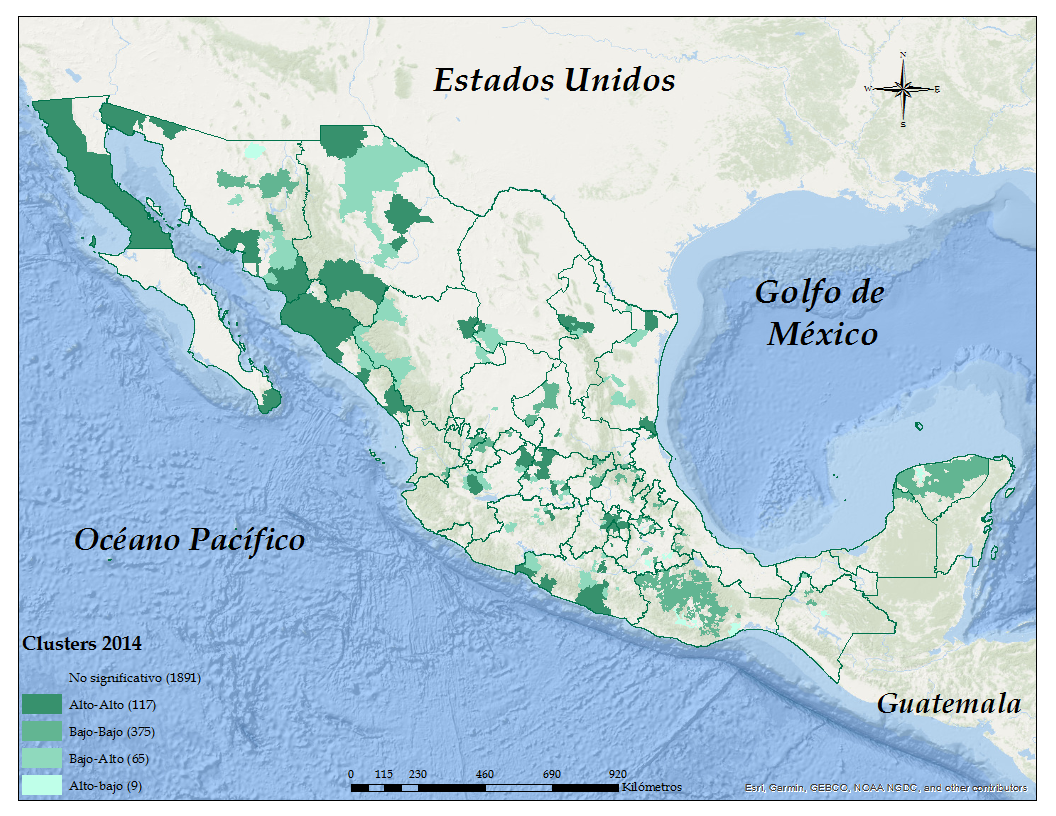 Estados Unidos
N
W
E
S
Golfo de
México
Océano Pacífico
Guatemala
Clusters 2014
No significativo (1891)
Alto-Alto (117)
Bajo-Bajo (375)
Bajo-Alto (65)
Alto-bajo (9)
0 115 230 460 690 920
Kilómetros
Esri, Garmin, GEBCO, NOAA NGDC, and other contributors